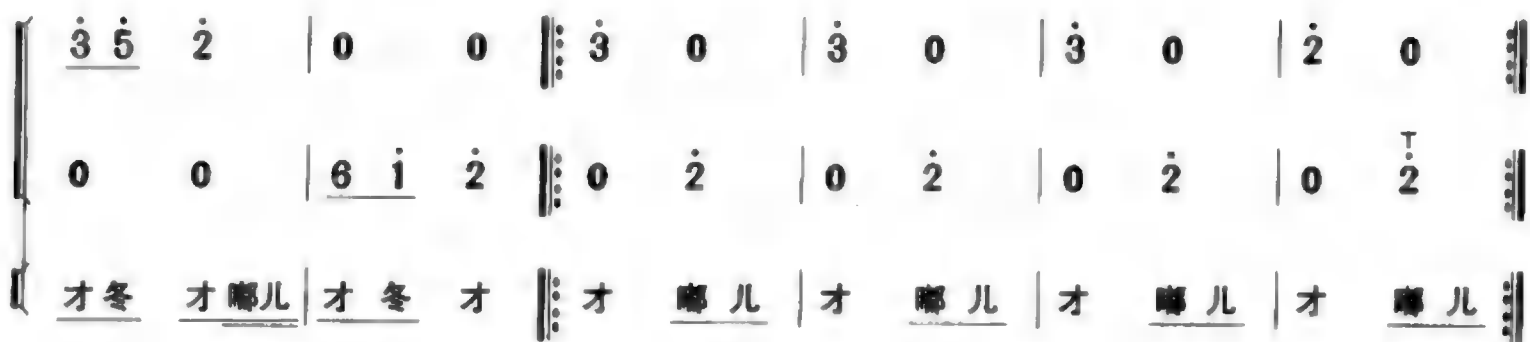 3̇ 5̇ 2̇ | 0 0 ‖: 3̇ 0 | 3̇ 0 | 3̇ 0 | 2̇ 0 :‖
0 0 | 6 1̇ 2̇ ‖: 0 2̇ | 0 2̇ | 0 2̇ | 0 2̇ :‖
才冬 才嘟儿 | 才冬 才 ‖: 才 嘟儿 | 才 嘟儿 | 才 嘟儿 | 才 嘟儿 :‖